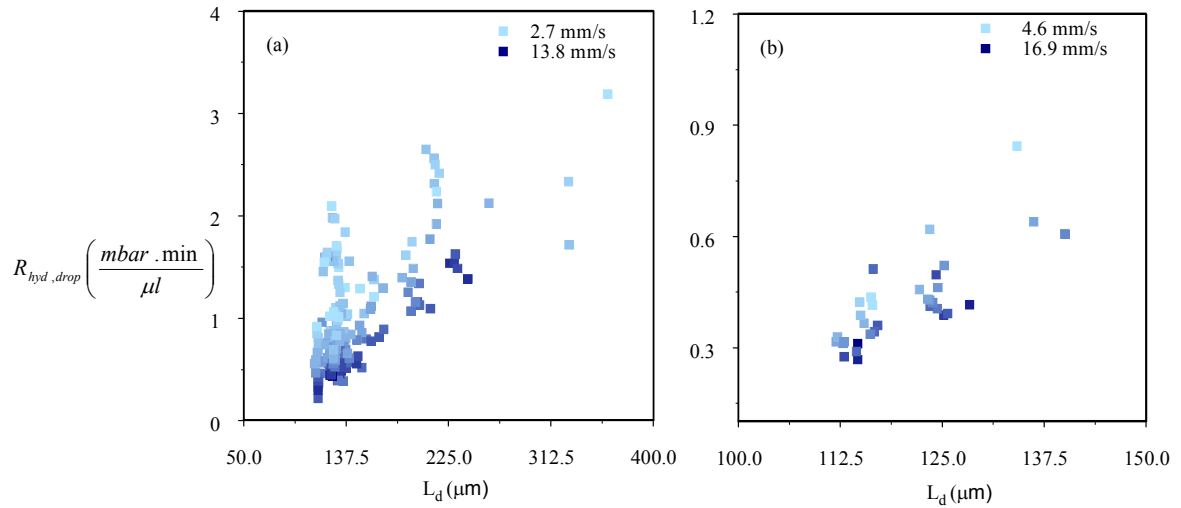 4
3
2
1
0
(a)
2.7 mm/s
13.8 mm/s
50.0
137.5
225.0
312.5
400.0
L_d (μm)
R_{hyd ,drop} ( mbar . min / μl )
1.2
0.9
0.6
0.3
(b)
4.6 mm/s
16.9 mm/s
100.0
112.5
125.0
137.5
150.0
L_d (μm)